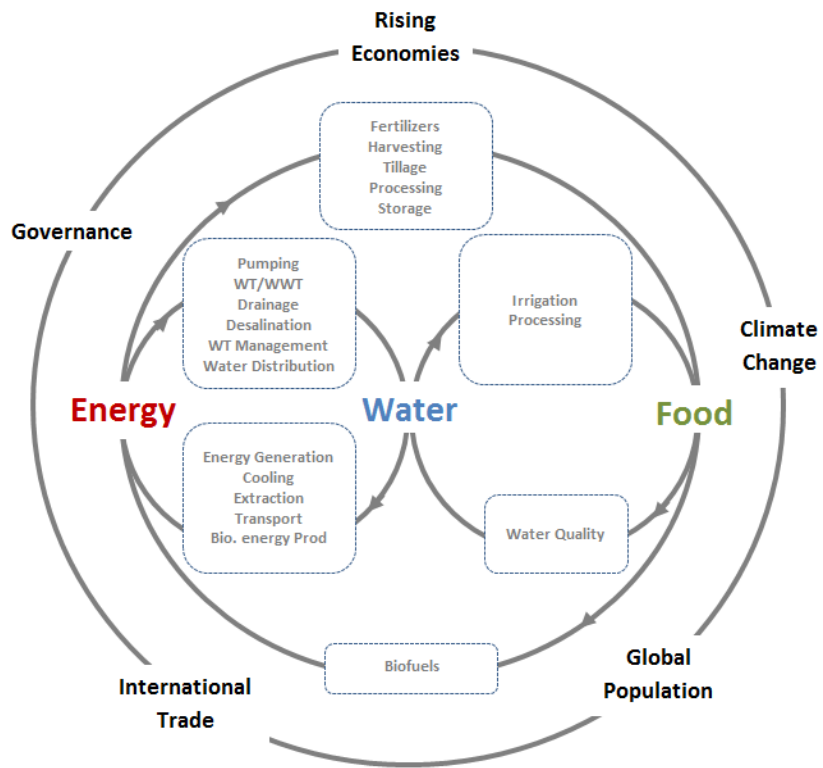 Rising
Economies
Fertilizers
Harvesting
Tillage
Processing
Storage
Governance
Pumping
WT/WWT
Drainage
Desalination
WT Management
Water Distribution
Irrigation
Processing
Climate
Change
Energy
Water
Food
Energy Generation
Cooling
Extraction
Transport
Bio. energy Prod
Water Quality
Biofuels
Global
Population
International
Trade